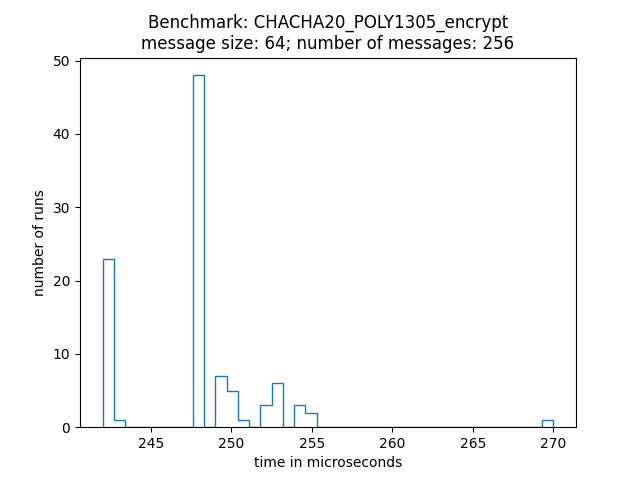 Benchmark: CHACHA20_POLY1305_encrypt
message size: 64; number of messages: 256
50
40
30
20
10
0
number of runs
245 250 255 260 265 270
time in microseconds